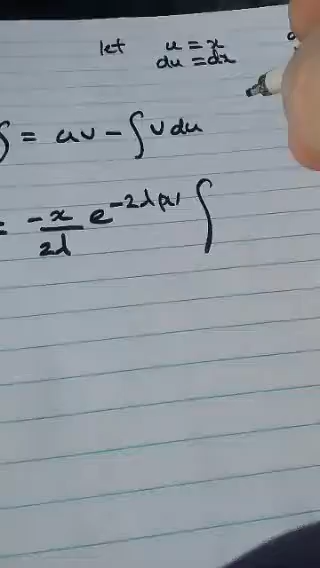 let u = x
du = dx
∫ = uv - ∫ v du
= -x/2λ e^-2λ|x| ∫